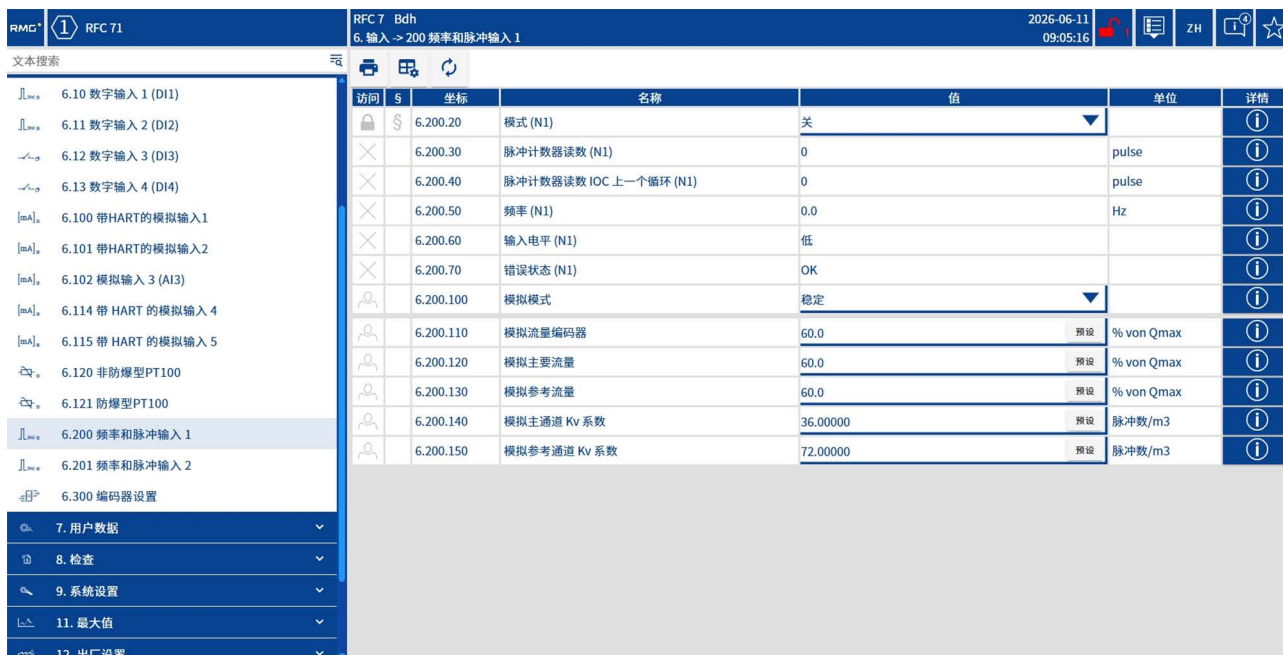 RMG 1 RFC 71
RFC 7 Bdh
6. 输入 -> 200 频率和脉冲输入 1
2026-06-11
09:05:16
!
ZH
i 4
文本搜索
6.10 数字输入 1 (DI1)
6.11 数字输入 2 (DI2)
6.12 数字输入 3 (DI3)
6.13 数字输入 4 (DI4)
[mA] 6.100 带HART的模拟输入1
[mA] 6.101 带HART的模拟输入2
[mA] 6.102 模拟输入 3 (AI3)
[mA] 6.114 带 HART 的模拟输入 4
[mA] 6.115 带 HART 的模拟输入 5
6.120 非防爆型PT100
6.121 防爆型PT100
6.200 频率和脉冲输入 1
6.201 频率和脉冲输入 2
6.300 编码器设置
7. 用户数据
8. 检查
9. 系统设置
11. 最大值
12. 出厂设置
访问 § 坐标 名称 值 单位 详情
§ 6.200.20 模式 (N1) 关 i
6.200.30 脉冲计数器读数 (N1) 0 pulse i
6.200.40 脉冲计数器读数 IOC 上一个循环 (N1) 0 pulse i
6.200.50 频率 (N1) 0.0 Hz i
6.200.60 输入电平 (N1) 低 i
6.200.70 错误状态 (N1) OK i
6.200.100 模拟模式 稳定 i
6.200.110 模拟流量编码器 60.0 预设 % von Qmax i
6.200.120 模拟主要流量 60.0 预设 % von Qmax i
6.200.130 模拟参考流量 60.0 预设 % von Qmax i
6.200.140 模拟主通道 Kv 系数 36.00000 预设 脉冲数/m3 i
6.200.150 模拟参考通道 Kv 系数 72.00000 预设 脉冲数/m3 i